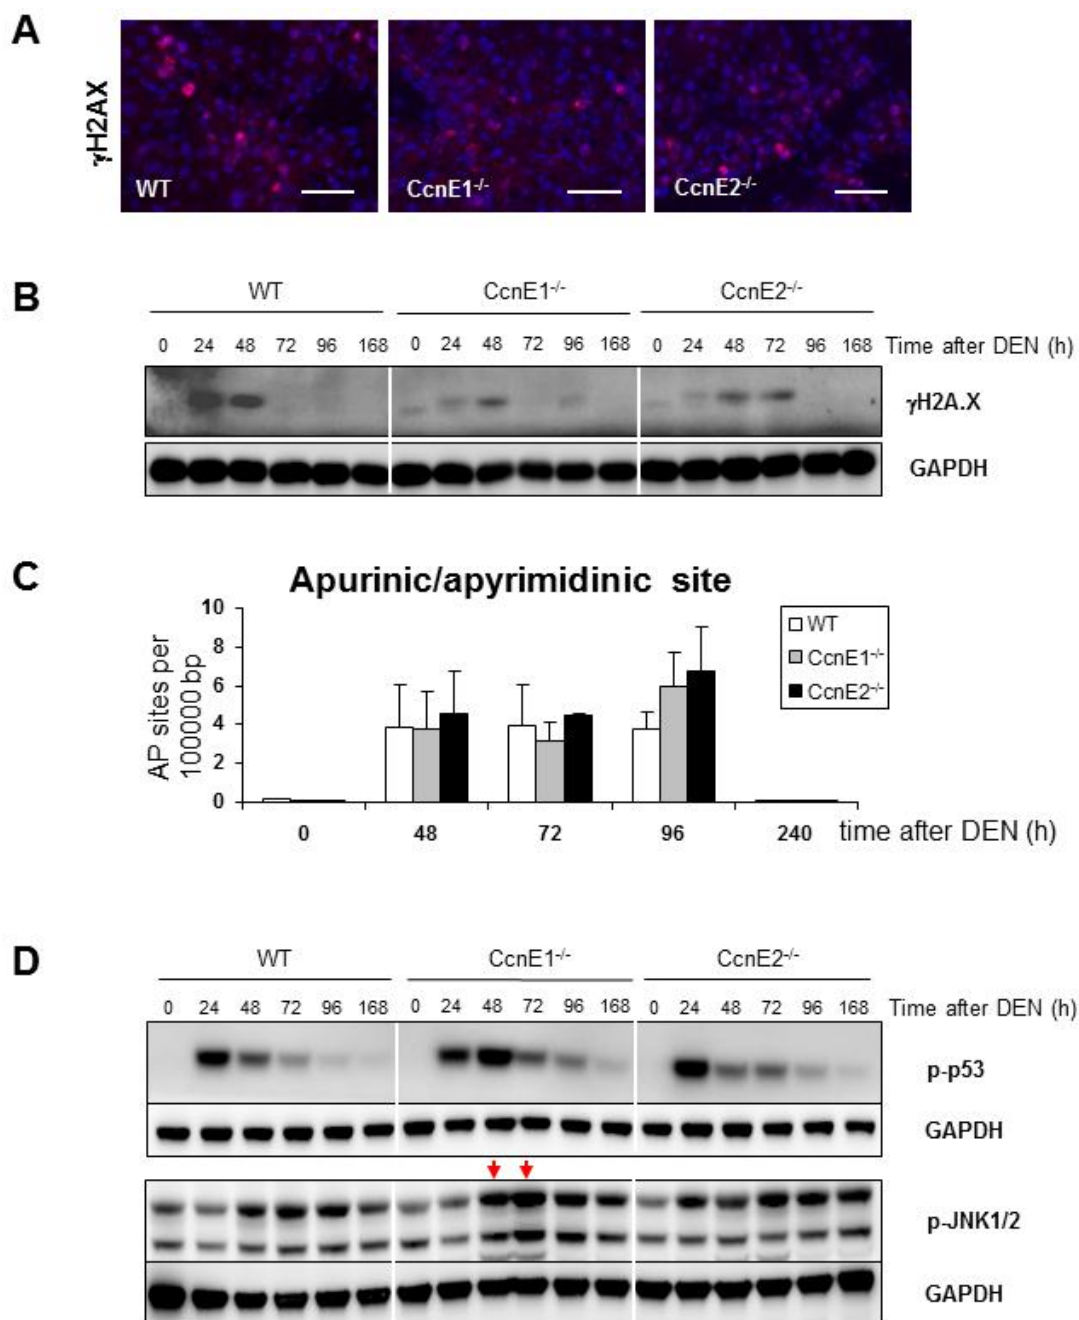 A
γH2AX
WT
CcnE1-/-
CcnE2-/-
B
WT
CcnE1-/-
CcnE2-/-
0 24 48 72 96 168 0 24 48 72 96 168 0 24 48 72 96 168 Time after DEN (h)
γH2A.X
GAPDH
C
Apurinic/apyrimidinic site
AP sites per
100000 bp
10
8
6
4
2
0
WT
CcnE1-/-
CcnE2-/-
0 48 72 96 240 time after DEN (h)
D
WT
CcnE1-/-
CcnE2-/-
0 24 48 72 96 168 0 24 48 72 96 168 0 24 48 72 96 168 Time after DEN (h)
p-p53
GAPDH
p-JNK1/2
GAPDH